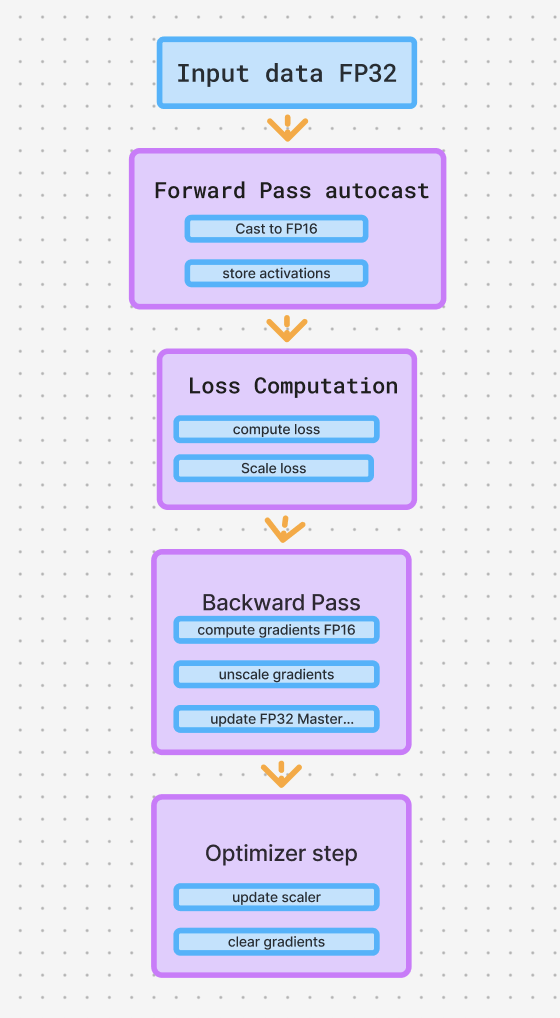 Input data FP32
Forward Pass autocast
Cast to FP16
store activations
Loss Computation
compute loss
Scale loss
Backward Pass
compute gradients FP16
unscale gradients
update FP32 Master...
Optimizer step
update scaler
clear gradients